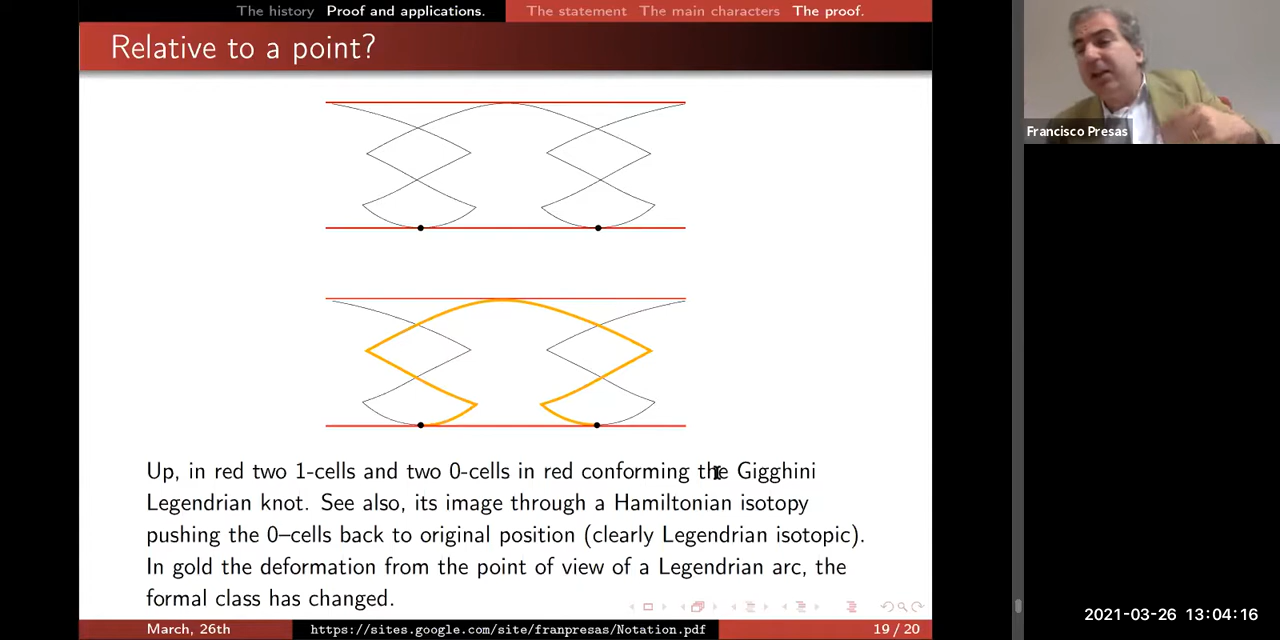 The history Proof and applications. The statement The main characters The proof.
Relative to a point?
Francisco Presas
Up, in red two 1-cells and two 0-cells in red conforming the Gigghini
Legendrian knot. See also, its image through a Hamiltonian isotopy
pushing the 0–cells back to original position (clearly Legendrian isotopic).
In gold the deformation from the point of view of a Legendrian arc, the
formal class has changed.
March, 26th https://sites.google.com/site/franpresas/Notation.pdf 19 / 20
2021-03-26 13:04:16